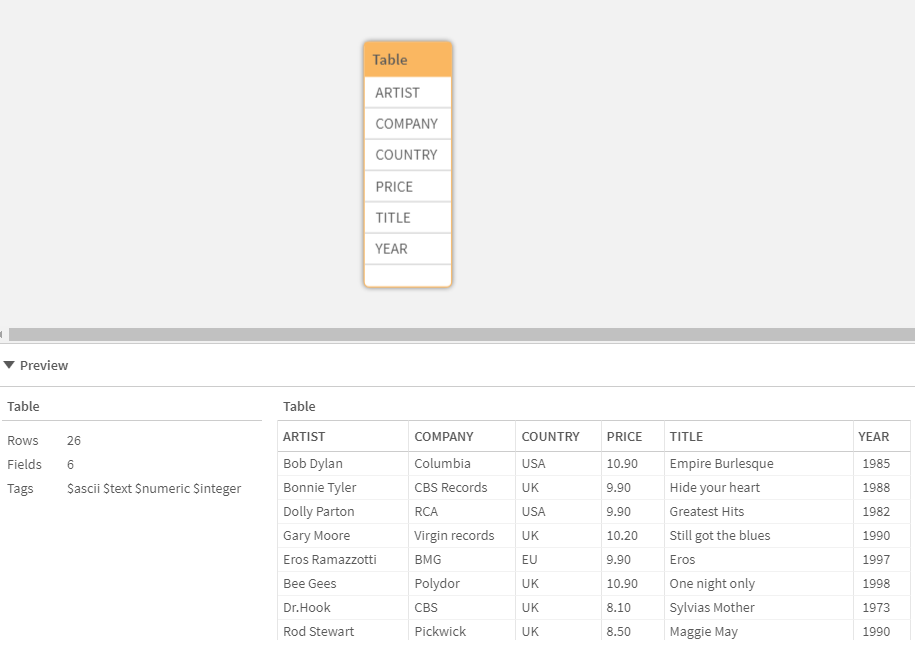 Table
ARTIST
COMPANY
COUNTRY
PRICE
TITLE
YEAR
Preview
Table
Rows 26
Fields 6
Tags $ascii $text $numeric $integer
Table
ARTIST COMPANY COUNTRY PRICE TITLE YEAR
Bob Dylan Columbia USA 10.90 Empire Burlesque 1985
Bonnie Tyler CBS Records UK 9.90 Hide your heart 1988
Dolly Parton RCA USA 9.90 Greatest Hits 1982
Gary Moore Virgin records UK 10.20 Still got the blues 1990
Eros Ramazzotti BMG EU 9.90 Eros 1997
Bee Gees Polydor UK 10.90 One night only 1998
Dr.Hook CBS UK 8.10 Sylvias Mother 1973
Rod Stewart Pickwick UK 8.50 Maggie May 1990